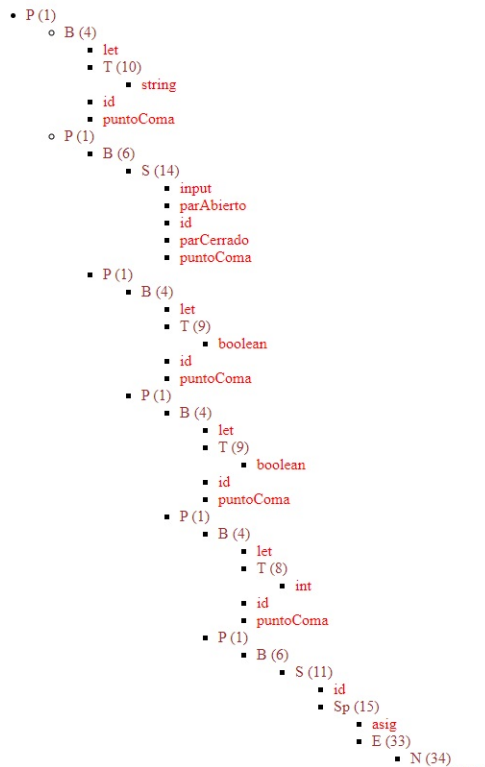 P (1)
B (4)
let
T (10)
string
id
puntoComa
P (1)
B (6)
S (14)
input
parAbierto
id
parCerrado
puntoComa
P (1)
B (4)
let
T (9)
boolean
id
puntoComa
P (1)
B (4)
let
T (9)
boolean
id
puntoComa
P (1)
B (4)
let
T (8)
int
id
puntoComa
P (1)
B (6)
S (11)
id
Sp (15)
asig
E (33)
N (34)